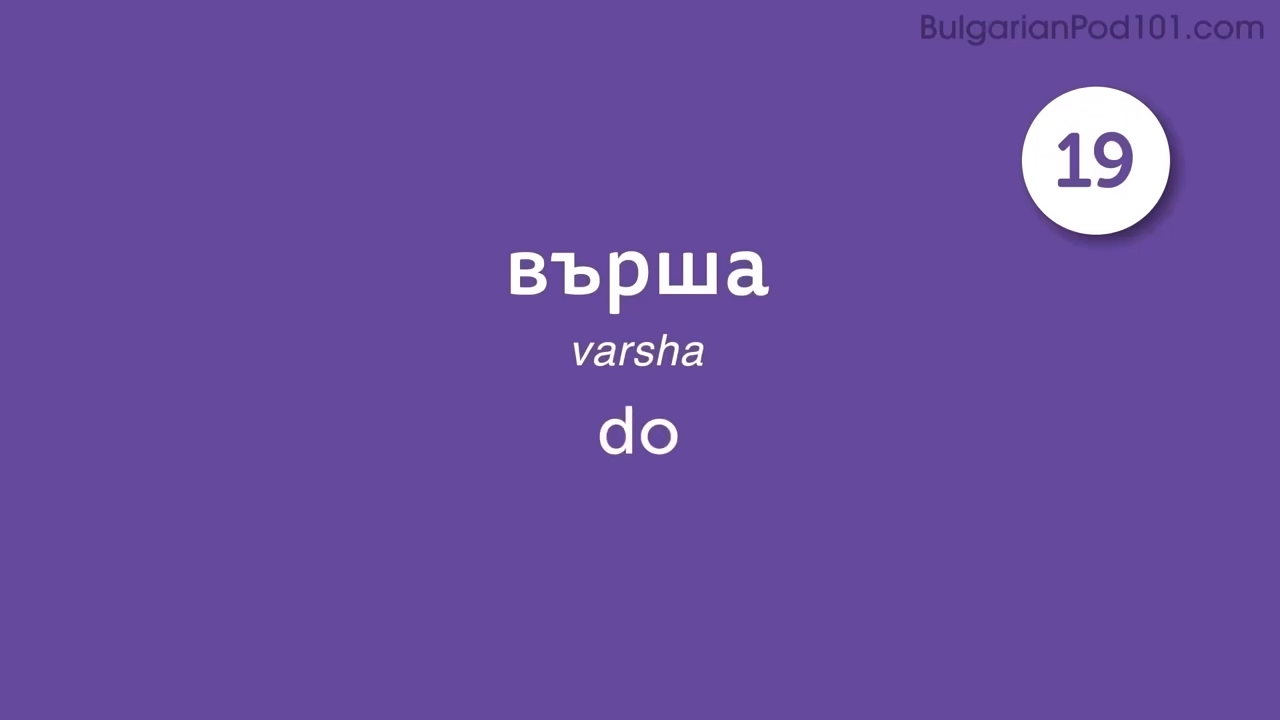 BulgarianPod101.com
19
върша
varsha
do